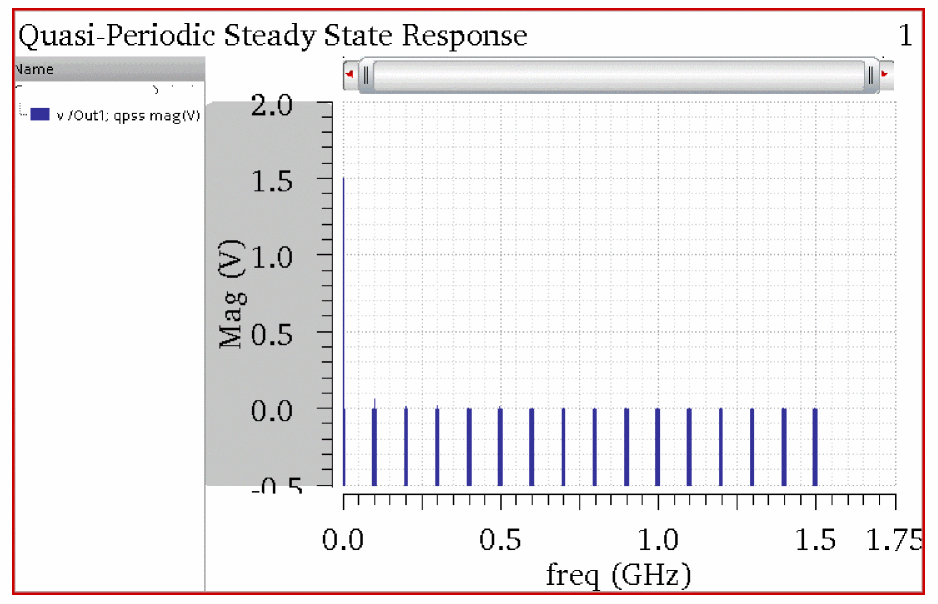 Quasi-Periodic Steady State Response 1
Name
v /Out1; qpss mag(V)
Mag (V)
2.0
1.5
1.0
0.5
0.0
-0.5
0.0 0.5 1.0 1.5 1.75
freq (GHz)